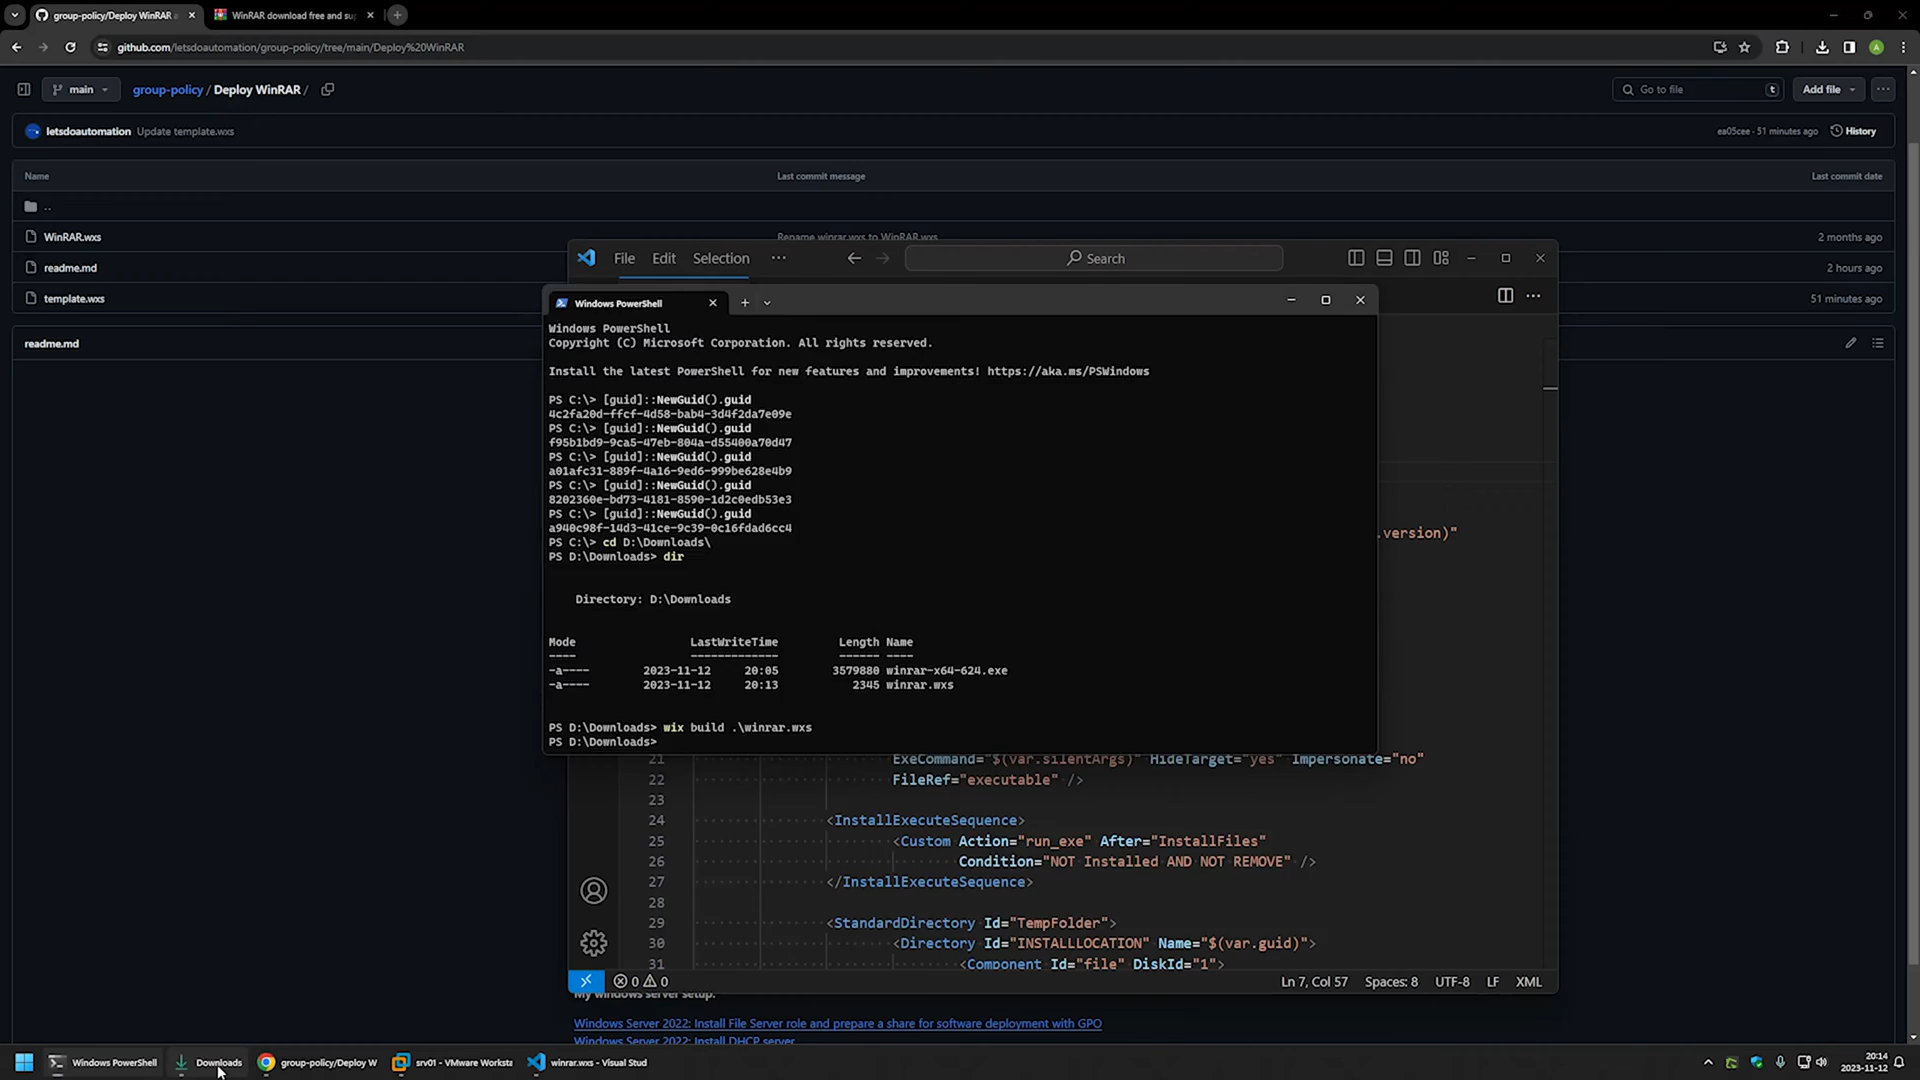 group-policy/Deploy WinRAR a
WinRAR download free and su
github.com/letsdoautomation/group-policy/tree/main/Deploy%20WinRAR
A
main
group-policy / Deploy WinRAR /
Go to file
t
Add file
letsdoautomation Update template.wxs
ea05cee · 51 minutes ago
History
Name
Last commit message
Last commit date
..
WinRAR.wxs
Rename winrar.wxs to WinRAR.wxs
2 months ago
readme.md
2 hours ago
template.wxs
51 minutes ago
readme.md
File Edit Selection ···
Search
Windows PowerShell
Windows PowerShell
Copyright (C) Microsoft Corporation. All rights reserved.
Install the latest PowerShell for new features and improvements! https://aka.ms/PSWindows
PS C:\> [guid]::NewGuid().guid
4c2fa20d-ffcf-4d58-bab4-3d4f2da7e09e
PS C:\> [guid]::NewGuid().guid
f95b1bd9-9ca5-47eb-804a-d55400a70d47
PS C:\> [guid]::NewGuid().guid
a01afc31-889f-4a16-9ed6-999be628e4b9
PS C:\> [guid]::NewGuid().guid
8202360e-bd73-4181-8590-1d2c0edb53e3
PS C:\> [guid]::NewGuid().guid
a940c98f-14d3-41ce-9c39-0c16fdad6cc4
PS C:\> cd D:\Downloads\
PS D:\Downloads> dir
.version)"
Directory: D:\Downloads
Mode LastWriteTime Length Name
---- ------------- ------ ----
-a---- 2023-11-12 20:05 3579880 winrar-x64-624.exe
-a---- 2023-11-12 20:13 2345 winrar.wxs
PS D:\Downloads> wix build .\winrar.wxs
PS D:\Downloads>
21 ExeCommand="$(var.silentArgs)" HideTarget="yes" Impersonate="no"
22 FileRef="executable" />
23
24 <InstallExecuteSequence>
25 <Custom Action="run_exe" After="InstallFiles"
26 Condition="NOT Installed AND NOT REMOVE" />
27 </InstallExecuteSequence>
28
29 <StandardDirectory Id="TempFolder">
30 <Directory Id="INSTALLLOCATION" Name="$(var.guid)">
31 <Component Id="file" DiskId="1">
0 0
Ln 7, Col 57 Spaces: 8 UTF-8 LF XML
My windows server setup:
Windows Server 2022: Install File Server role and prepare a share for software deployment with GPO
Windows Server 2022: Install DHCP server
Windows PowerShell
Downloads
group-policy/Deploy W
srv01 - VMware Worksta
winrar.wxs - Visual Stud
20:14
2023-11-12